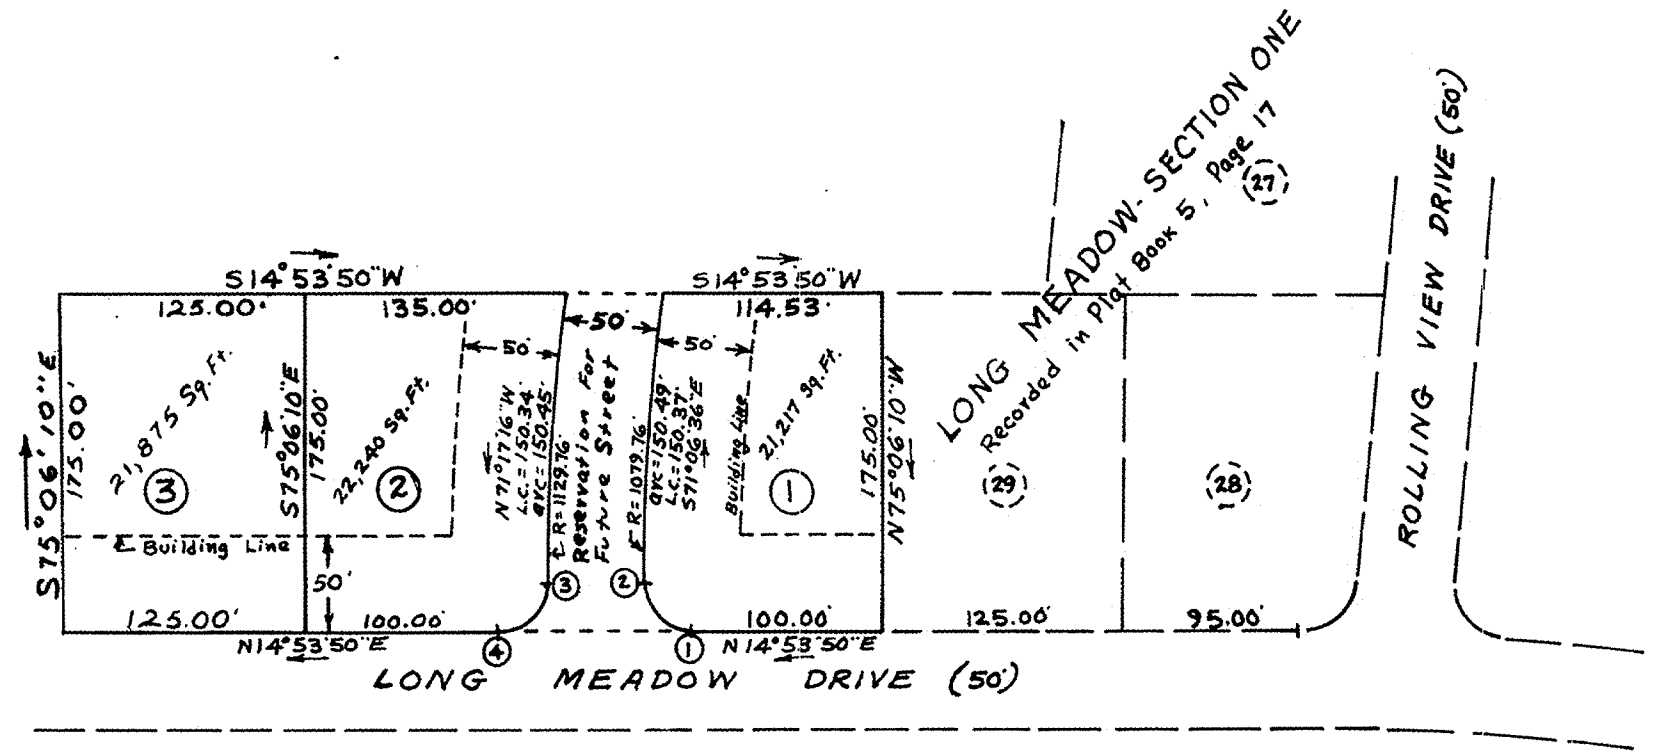 LONG MEADOW - SECTION ONE
Recorded in Plat Book 5, Page 17
27
ROLLING VIEW DRIVE (50')
S14°53'50"W
125.00'
135.00'
S14°53'50"W
114.53'
50'
50'
50'
S75°06'10"E
175.00'
21,875 Sq. Ft.
3
S75°06'10"E
175.00'
22,240 Sq. Ft.
2
N71°17'16"W
L.C. = 150.34'
arc = 150.45'
R = 1129.76'
Reservation For
Future Street
R = 1079.76'
arc = 150.49'
L.C. = 150.37'
S71°06'36"E
Building Line
21,217 Sq. Ft.
1
175.00'
N75°06'10"W
29
28
Building Line
50'
3
2
125.00'
100.00'
100.00'
125.00'
95.00'
N14°53'50"E
4
1
N14°53'50"E
LONG MEADOW DRIVE (50')